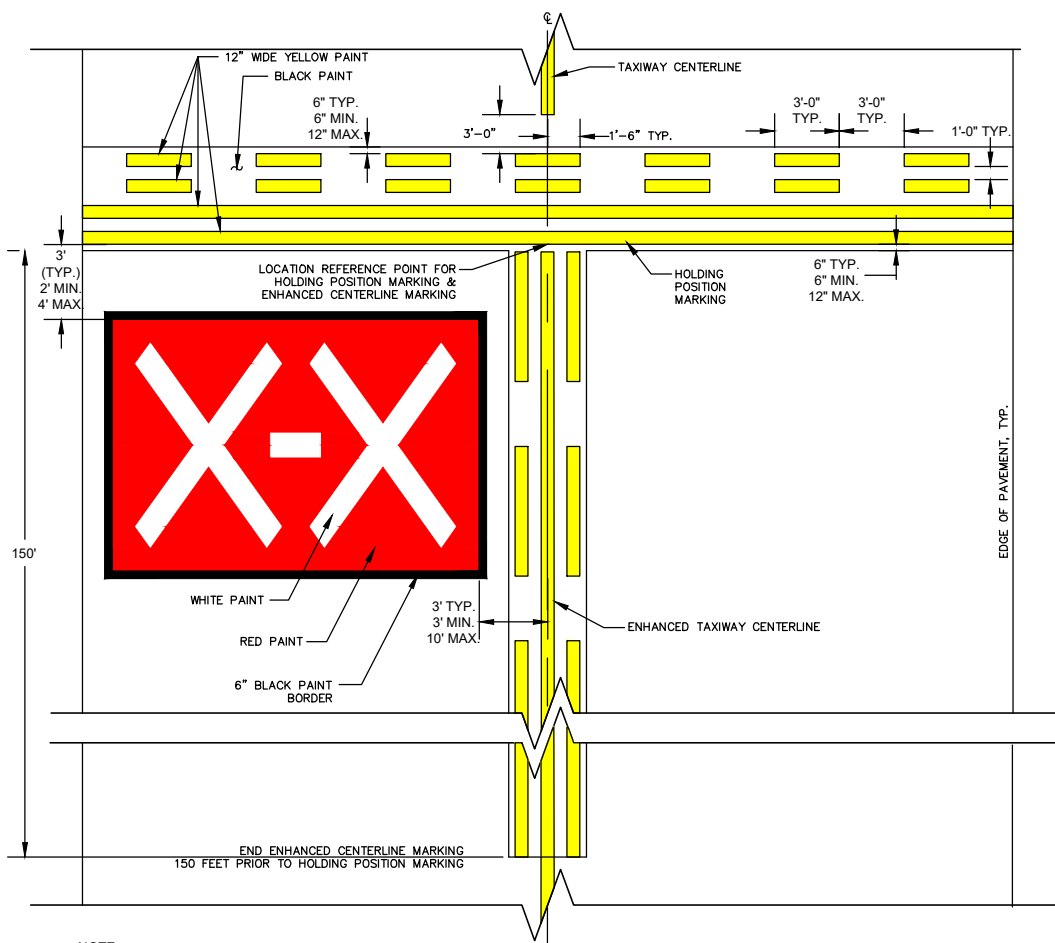 ℄
12" WIDE YELLOW PAINT
BLACK PAINT
TAXIWAY CENTERLINE
6" TYP.
6" MIN.
12" MAX.
3'-0"
1'-6" TYP.
3'-0"
TYP.
3'-0"
TYP.
1'-0" TYP.
3'
(TYP.)
2' MIN.
4' MAX.
LOCATION REFERENCE POINT FOR
HOLDING POSITION MARKING &
ENHANCED CENTERLINE MARKING
HOLDING
POSITION
MARKING
6" TYP.
6" MIN.
12" MAX.
X-X
EDGE OF PAVEMENT, TYP.
150'
WHITE PAINT
RED PAINT
6" BLACK PAINT
BORDER
3' TYP.
3' MIN.
10' MAX.
ENHANCED TAXIWAY CENTERLINE
END ENHANCED CENTERLINE MARKING
150 FEET PRIOR TO HOLDING POSITION MARKING